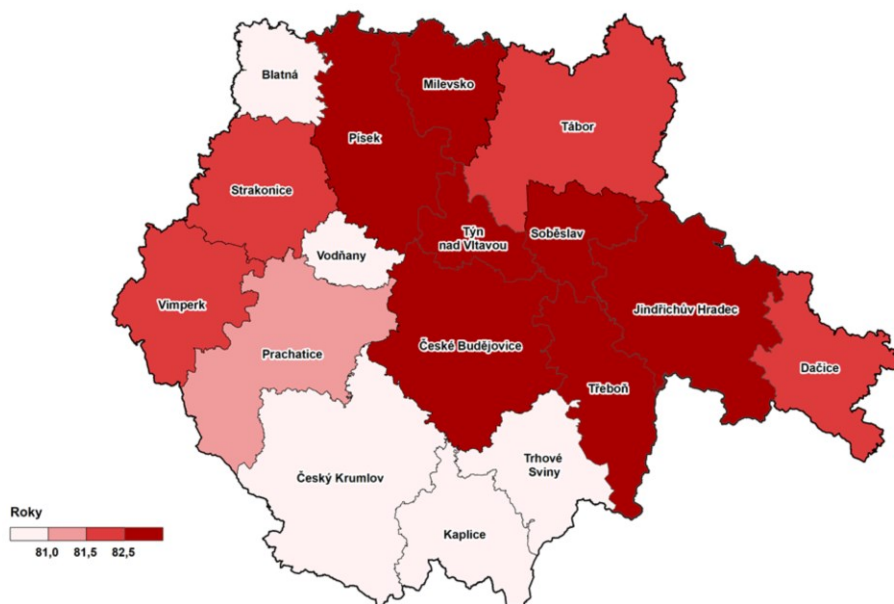 Blatná
Milevsko
Písek
Tábor
Strakonice
Týn
nad Vltavou
Soběslav
Vodňany
Vimperk
Jindřichův Hradec
Prachatice
České Budějovice
Dačice
Třeboň
Trhové
Sviny
Český Krumlov
Kaplice
Roky
81,0 81,5 82,5